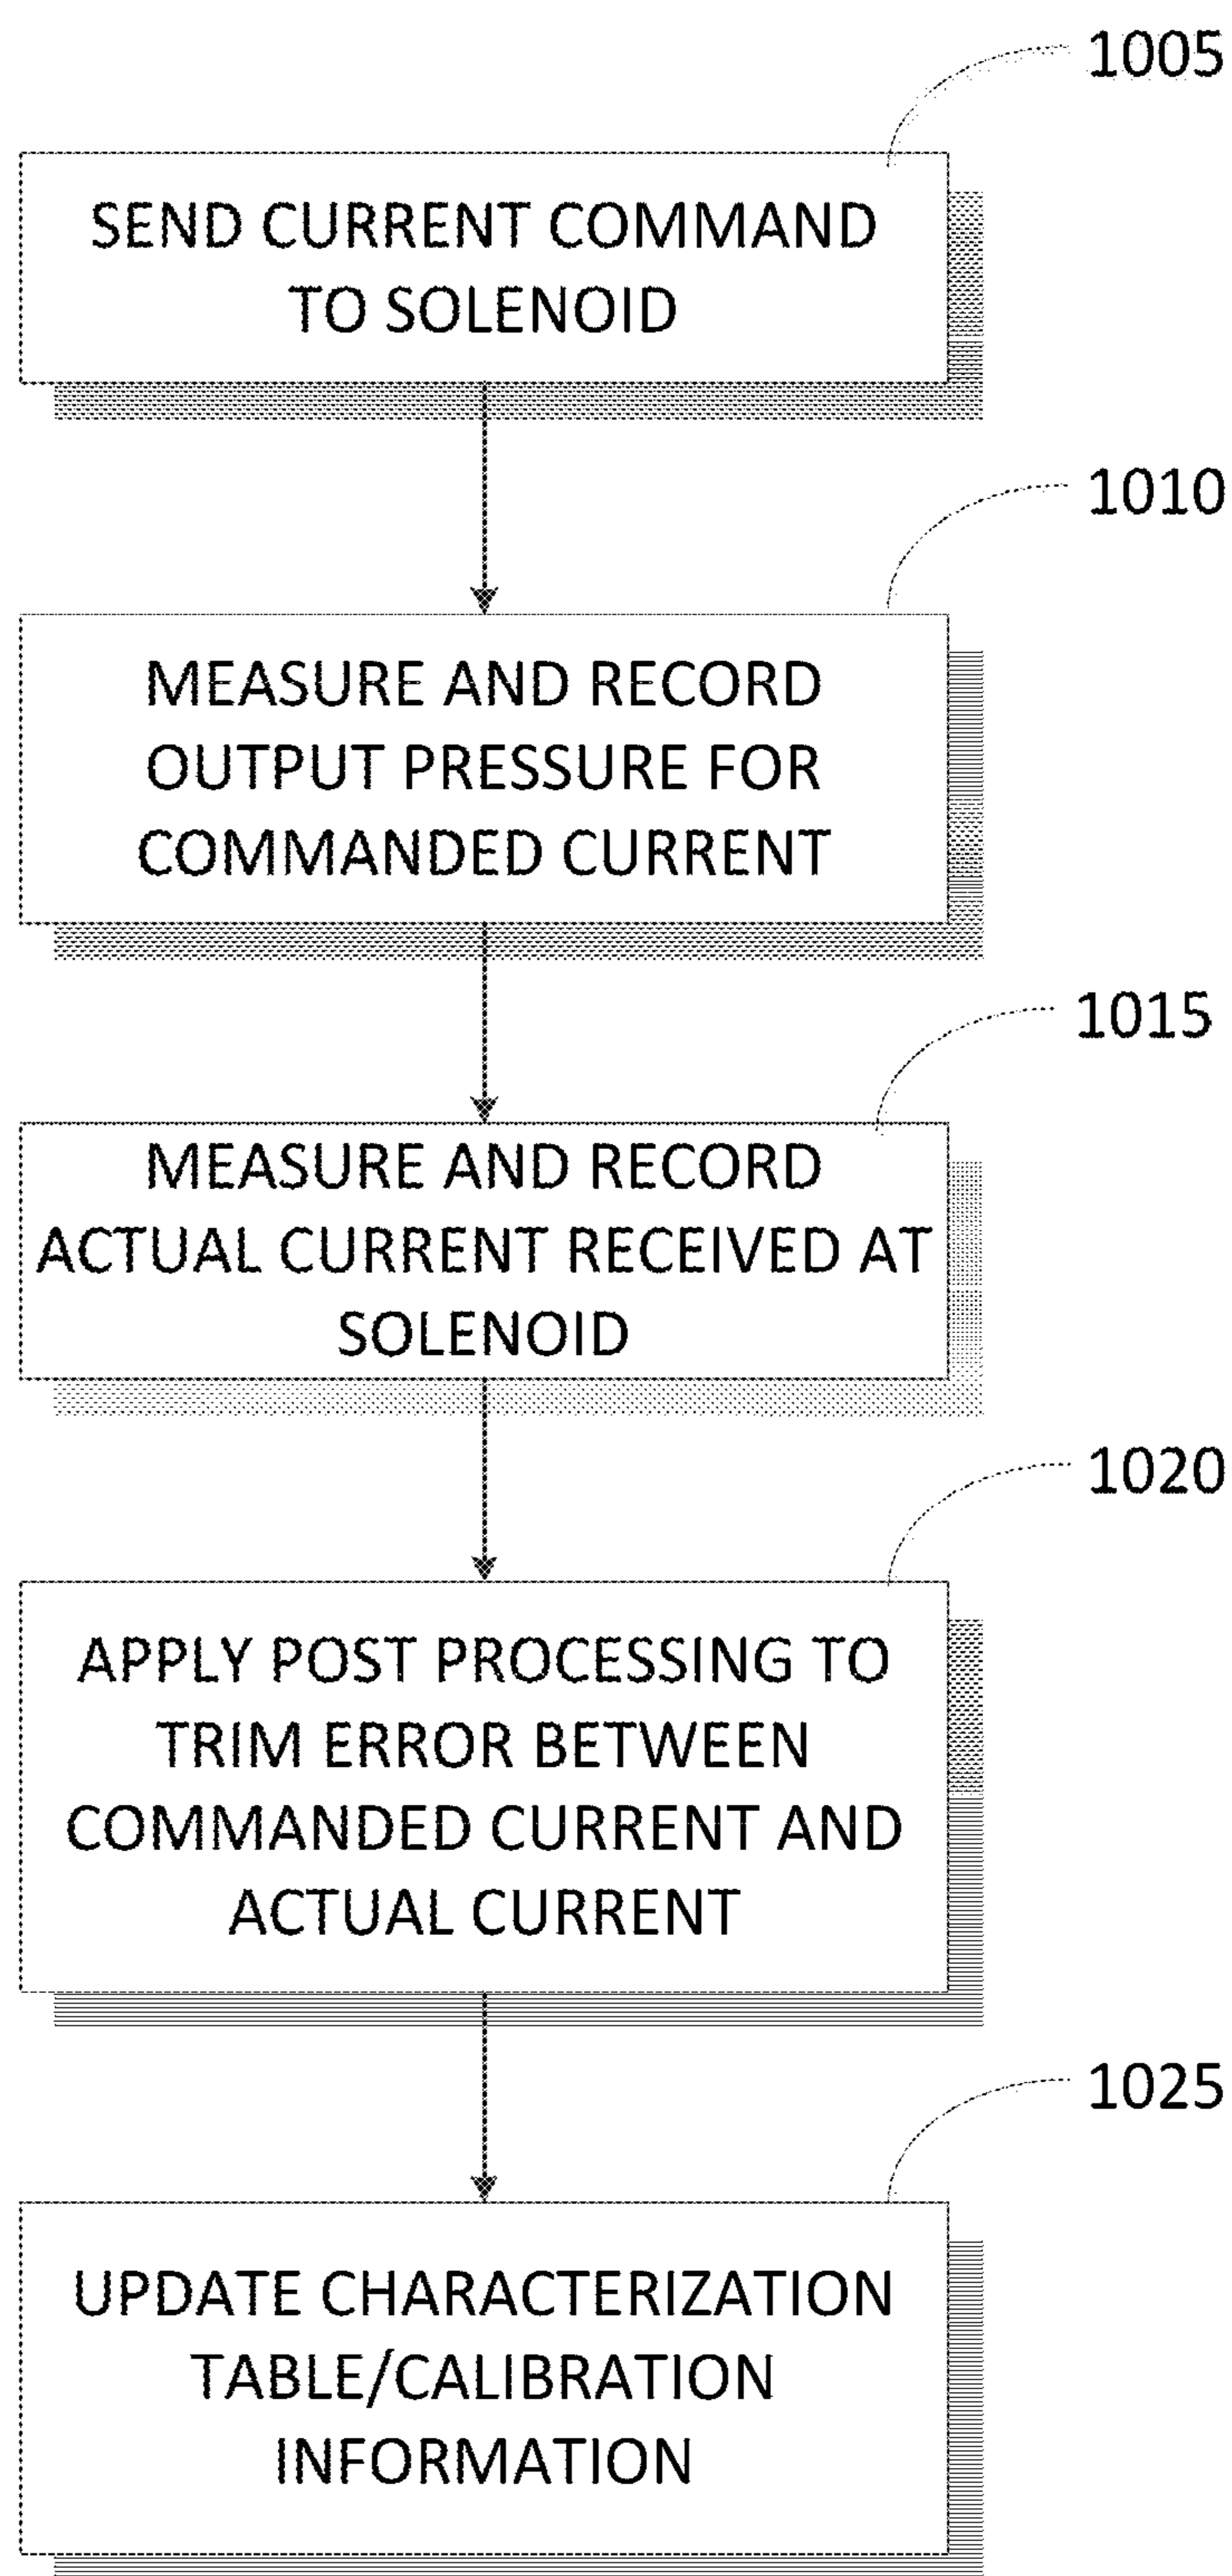 1005
SEND CURRENT COMMAND
TO SOLENOID
1010
MEASURE AND RECORD
OUTPUT PRESSURE FOR
COMMANDED CURRENT
1015
MEASURE AND RECORD
ACTUAL CURRENT RECEIVED AT
SOLENOID
1020
APPLY POST PROCESSING TO
TRIM ERROR BETWEEN
COMMANDED CURRENT AND
ACTUAL CURRENT
1025
UPDATE CHARACTERIZATION
TABLE/CALIBRATION
INFORMATION